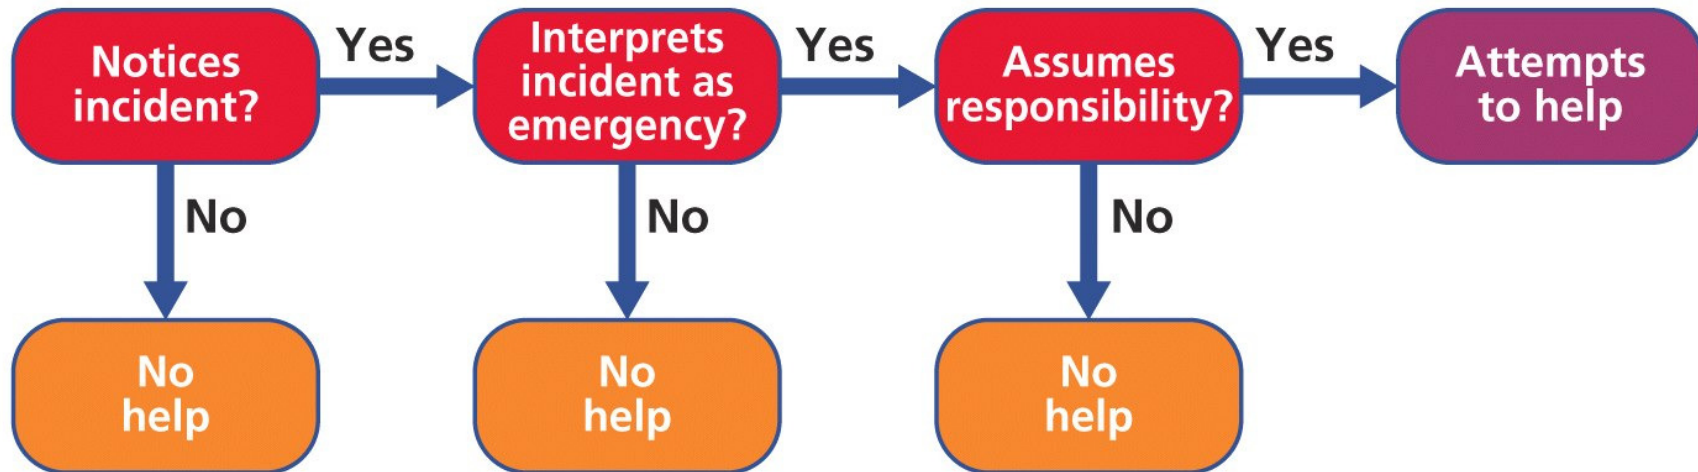 Notices
incident?
Yes
Interprets
incident as
emergency?
Yes
Assumes
responsibility?
Yes
Attempts
to help
No
No
No
No
help
No
help
No
help